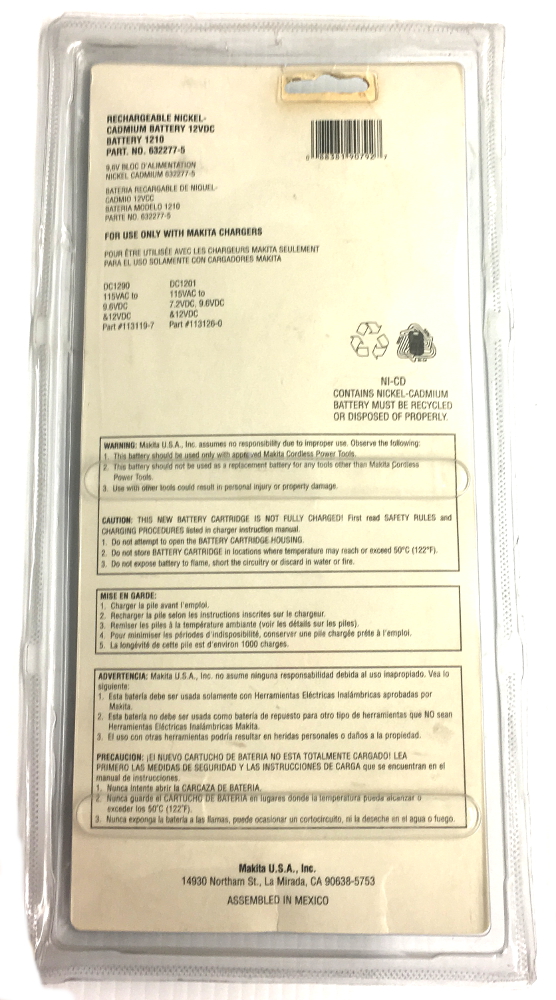 RECHARGEABLE NICKEL-
CADMIUM BATTERY 12VDC
BATTERY 1210
PART. NO. 632277-5
9,6V BLOC D'ALIMENTATION
NICKEL CADMIUM 632277-5
BATERIA RECARGABLE DE NIQUEL-
CADMIO 12VCC
BATERIA MODELO 1210
PARTE NO. 632277-5
FOR USE ONLY WITH MAKITA CHARGERS
POUR ÊTRE UTILISÉE AVEC LES CHARGEURS MAKITA SEULEMENT
PARA EL USO SOLAMENTE CON CARGADORES MAKITA
DC1290
115VAC to
9.6VDC
&12VDC
Part #113119-7
DC1201
115VAC to
7.2VDC, 9.6VDC
&12VDC
Part #113126-0
88381 90792 7
NI-CD
CONTAINS NICKEL-CADMIUM
BATTERY MUST BE RECYCLED
OR DISPOSED OF PROPERLY.
WARNING: Makita U.S.A., Inc. assumes no responsibility due to improper use. Observe the following:
1. This battery should be used only with approved Makita Cordless Power Tools.
2. This battery should not be used as a replacement battery for any tools other than Makita Cordless
Power Tools.
3. Use with other tools could result in personal injury or property damage.
CAUTION: THIS NEW BATTERY CARTRIDGE IS NOT FULLY CHARGED! First read SAFETY RULES and
CHARGING PROCEDURES listed in charger instruction manual.
1. Do not attempt to open the BATTERY CARTRIDGE HOUSING.
2. Do not store BATTERY CARTRIDGE in locations where temperature may reach or exceed 50°C (122°F).
3. Do not expose battery to flame, short the circuitry or discard in water or fire.
MISE EN GARDE:
1. Charger la pile avant l'emploi.
2. Recharger la pile selon les instructions inscrites sur le chargeur.
3. Remiser les piles à la température ambiante (voir les détails sur les piles).
4. Pour minimiser les périodes d'indisposibilité, conserver une pile chargée prête à l'emploi.
5. La longévité de cette pile est d'environ 1000 charges.
ADVERTENCIA: Makita U.S.A., Inc. no asume ninguna responsabilidad debida al uso inapropiado. Vea lo
siguiente:
1. Esta batería debe ser usada solamente con Herramientas Eléctricas Inalámbricas aprobadas por
Makita.
2. Esta batería no debe ser usada como batería de repuesto para otro tipo de herramientas que NO sean
Herramientas Eléctricas Inalámbricas Makita.
3. El uso con otras herramientas podría resultar en heridas personales o daños a la propiedad.
PRECAUCION: ¡El NUEVO CARTUCHO DE BATERIA NO ESTA TOTALMENTE CARGADO! LEA
PRIMERO LAS MEDIDAS DE SEGURIDAD Y LAS INSTRUCCIONES DE CARGA que se encuentran en el
manual de instrucciones.
1. Nunca intente abrir la CARCAZA DE BATERIA.
2. Nunca guarde el CARTUCHO DE BATERIA en lugares donde la temperatura pueda alcanzar o
exceder los 50°C (122°F).
3. Nunca exponga la batería a las llamas, puede ocasionar un cortocircuito, ni la deseche en el agua o fuego.
Makita U.S.A., Inc.
14930 Northam St., La Mirada, CA 90638-5753
ASSEMBLED IN MEXICO